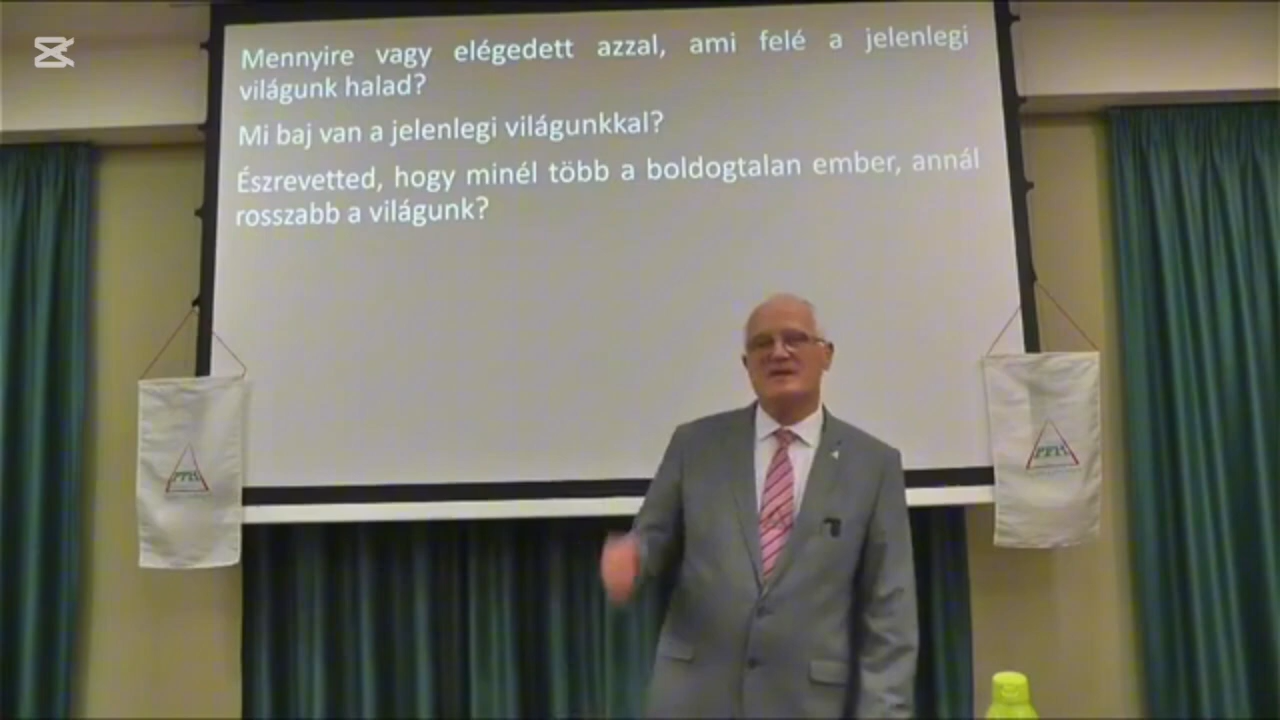 Mennyire vagy elégedett azzal, ami felé a jelenlegi
világunk halad?
Mi baj van a jelenlegi világunkkal?
Észrevetted, hogy minél több a boldogtalan ember, annál
rosszabb a világunk?